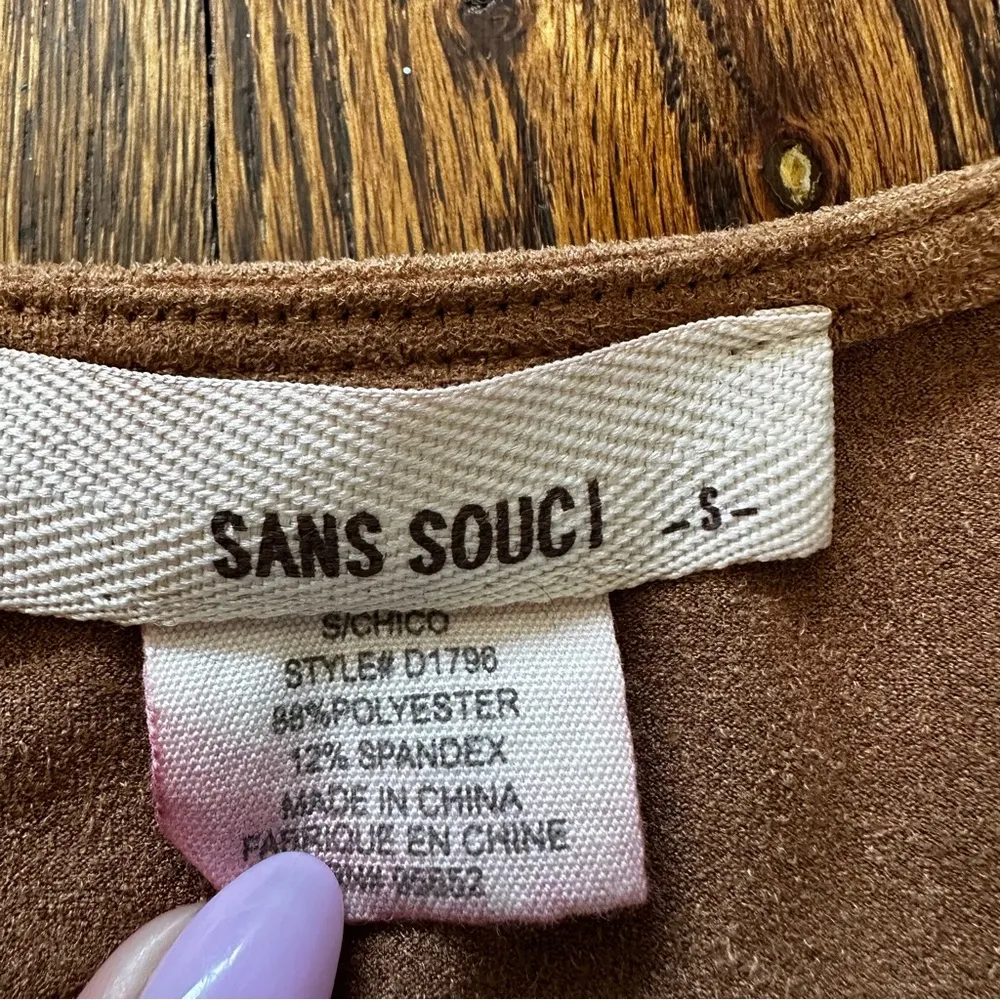 SANS SOUCI -S-
S/CHICO
STYLE# D1796
88%POLYESTER
12% SPANDEX
MADE IN CHINA
FABRIQUE EN CHINE